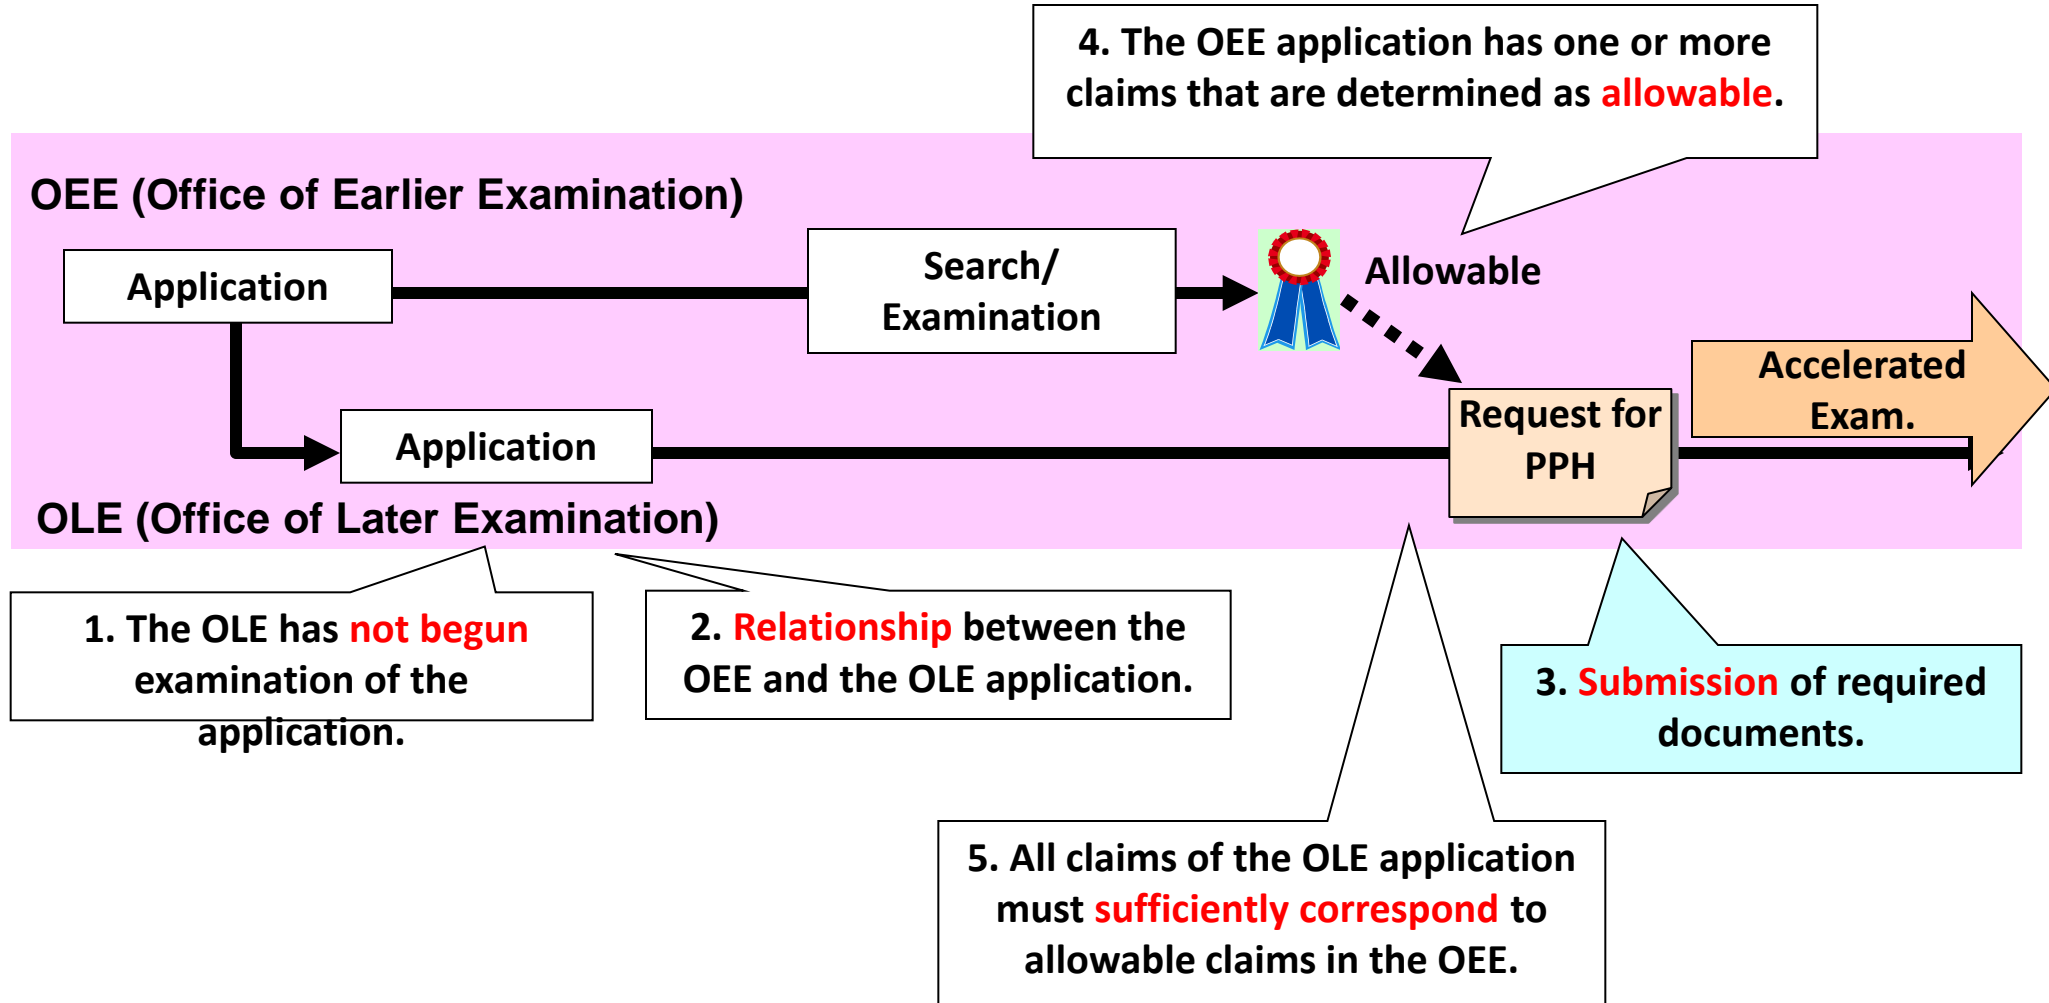 4. The OEE application has one or more
claims that are determined as allowable.
OEE (Office of Earlier Examination)
Application
Search/
Examination
Allowable
Accelerated
Exam.
Request for
PPH
Application
OLE (Office of Later Examination)
1. The OLE has not begun
examination of the
application.
2. Relationship between the
OEE and the OLE application.
3. Submission of required
documents.
5. All claims of the OLE application
must sufficiently correspond to
allowable claims in the OEE.